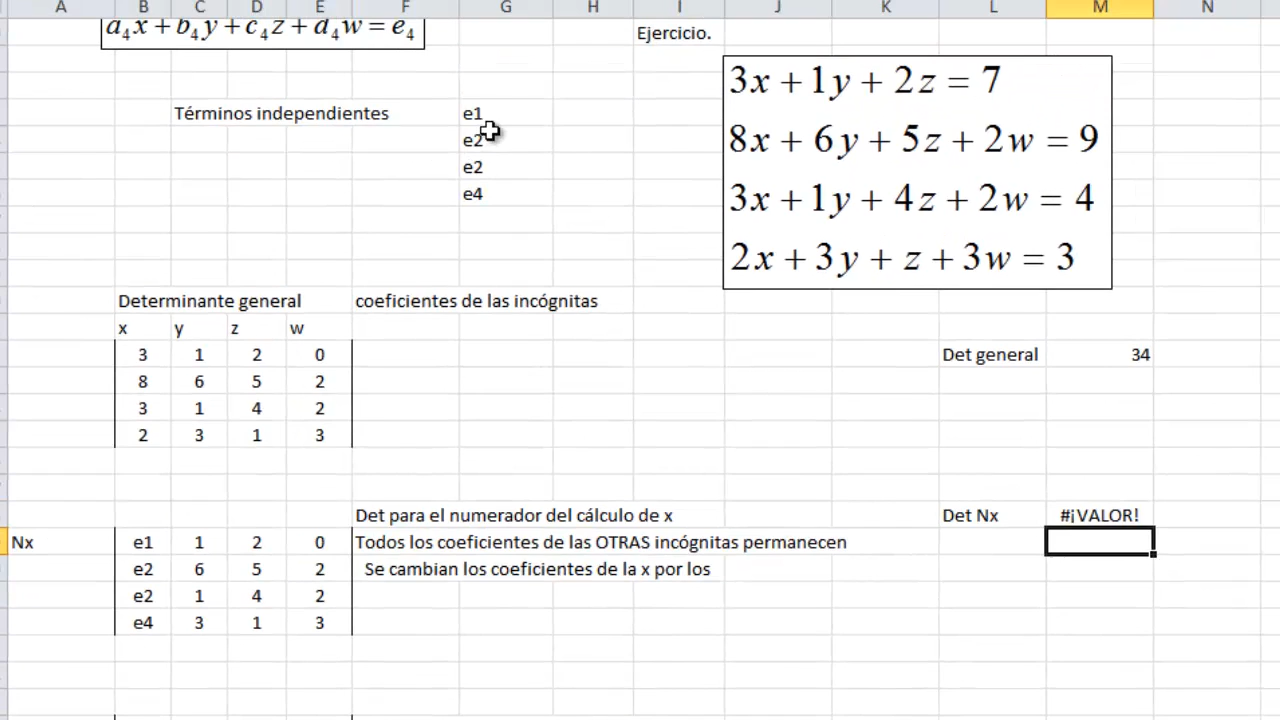 A B C D E F G H I J K L M N
a₄x + b₄y + c₄z + d₄w = e₄
Ejercicio.
3x + 1y + 2z = 7
8x + 6y + 5z + 2w = 9
3x + 1y + 4z + 2w = 4
2x + 3y + z + 3w = 3
Términos independientes e1
e2
e2
e4
Determinante general coeficientes de las incógnitas
x y z w
3 1 2 0 Det general 34
8 6 5 2
3 1 4 2
2 3 1 3
Det para el numerador del cálculo de x Det Nx #¡VALOR!
Nx e1 1 2 0 Todos los coeficientes de las OTRAS incógnitas permanecen
e2 6 5 2 Se cambian los coeficientes de la x por los
e2 1 4 2
e4 3 1 3